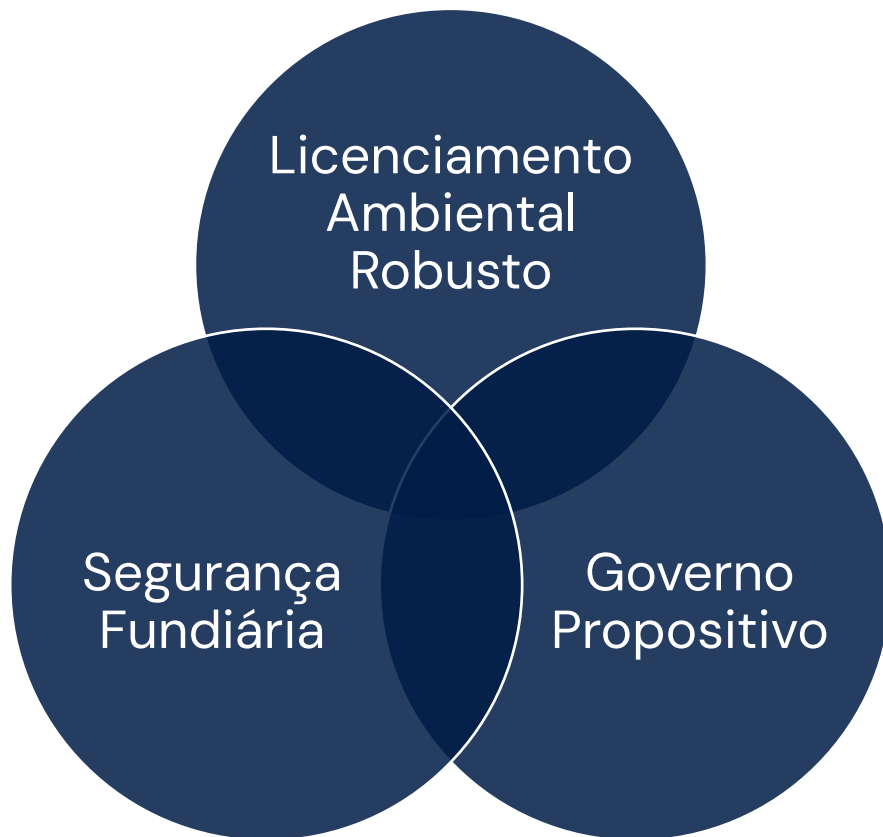 Licenciamento
Ambiental
Robusto
Segurança
Fundiária
Governo
Propositivo